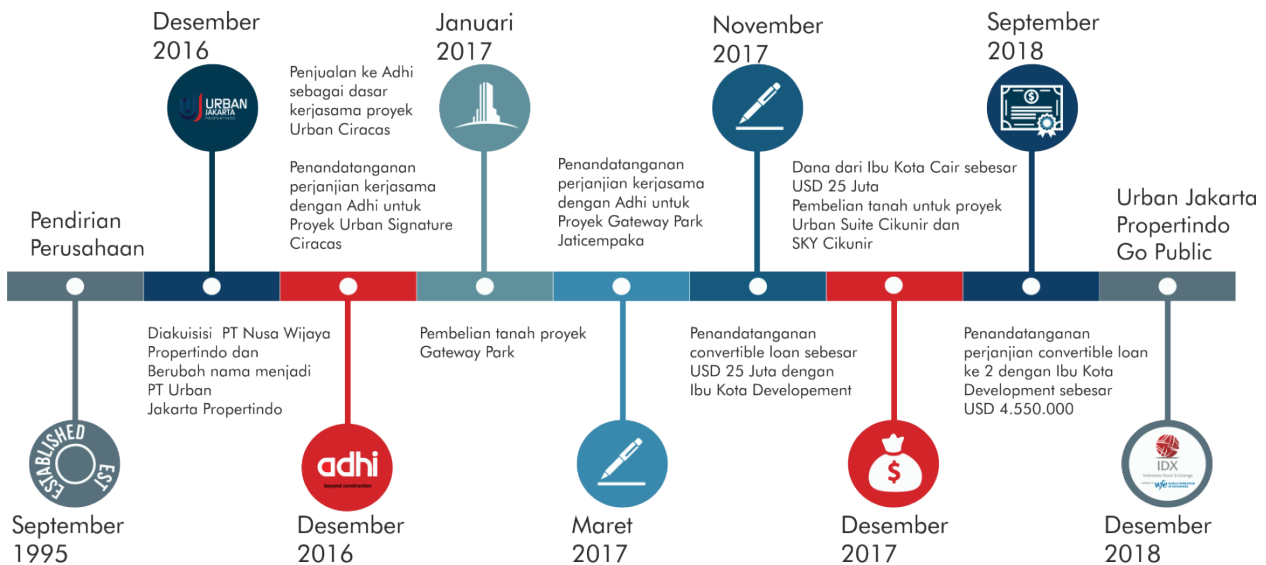 September
1995
ESTABLISHED
EST
Pendirian
Perusahaan
Desember
2016
URBAN
JAKARTA
Diakuisisi PT Nusa Wijaya
Propertindo dan
Berubah nama menjadi
PT Urban
Jakarta Propertindo
Desember
2016
adhi
beyond construction
Penjualan ke Adhi
sebagai dasar
kerjasama proyek
Urban Ciracas
Penandatanganan
perjanjian kerjasama
dengan Adhi untuk
Proyek Urban Signature
Ciracas
Januari
2017
Pembelian tanah proyek
Gateway Park
Maret
2017
Penandatanganan
perjanjian kerjasama
dengan Adhi untuk
Proyek Gateway Park
Jaticempaka
November
2017
Penandatanganan
convertible loan sebesar
USD 25 Juta dengan
Ibu Kota Developement
Desember
2017
$
Dana dari Ibu Kota Cair sebesar
USD 25 Juta
Pembelian tanah untuk proyek
Urban Suite Cikunir dan
SKY Cikunir
September
2018
$
Penandatanganan
perjanjian convertible loan
ke 2 dengan Ibu Kota
Development sebesar
USD 4.550.000
Desember
2018
IDX
Indonesia Stock Exchange
wfe
Urban Jakarta
Propertindo
Go Public